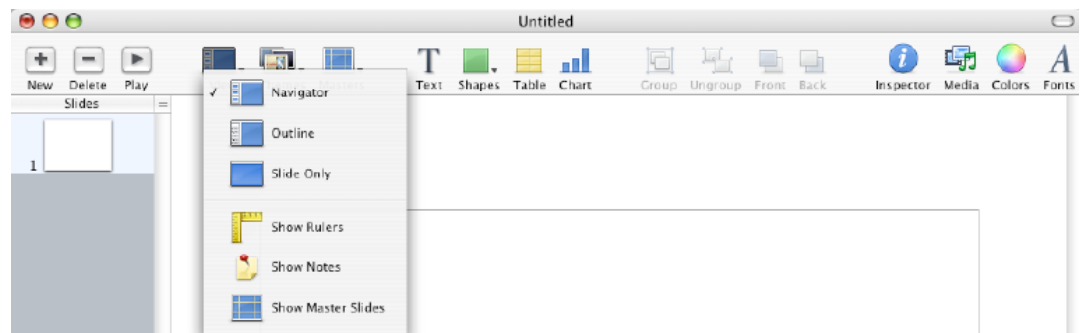 Untitled
New Delete Play Text Shapes Table Chart Group Ungroup Front Back Inspector Media Colors Fonts
Slides
1
✓ Navigator
Outline
Slide Only
Show Rulers
Show Notes
Show Master Slides